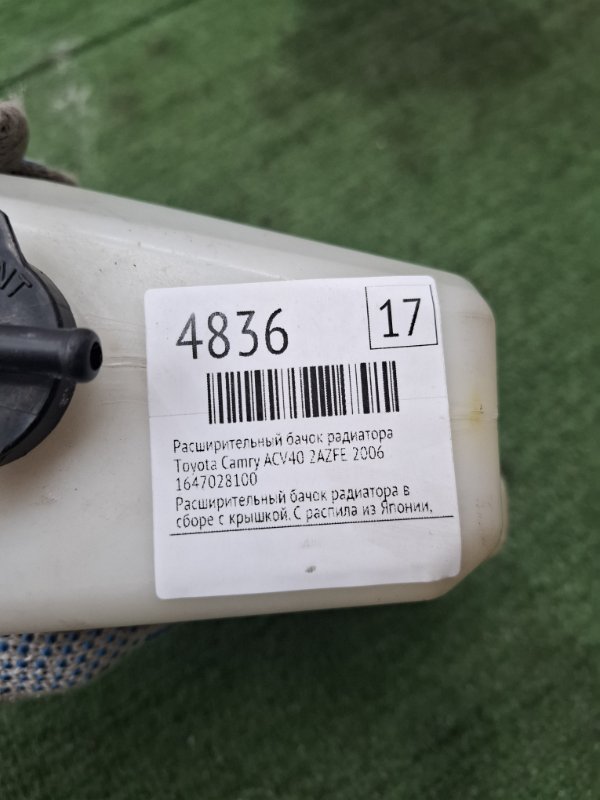 NT
4836
17
Расширительный бачок радиатора
Toyota Camry ACV40 2AZFE 2006
1647028100
Расширительный бачок радиатора в
сборе с крышкой. С распила из Японии,